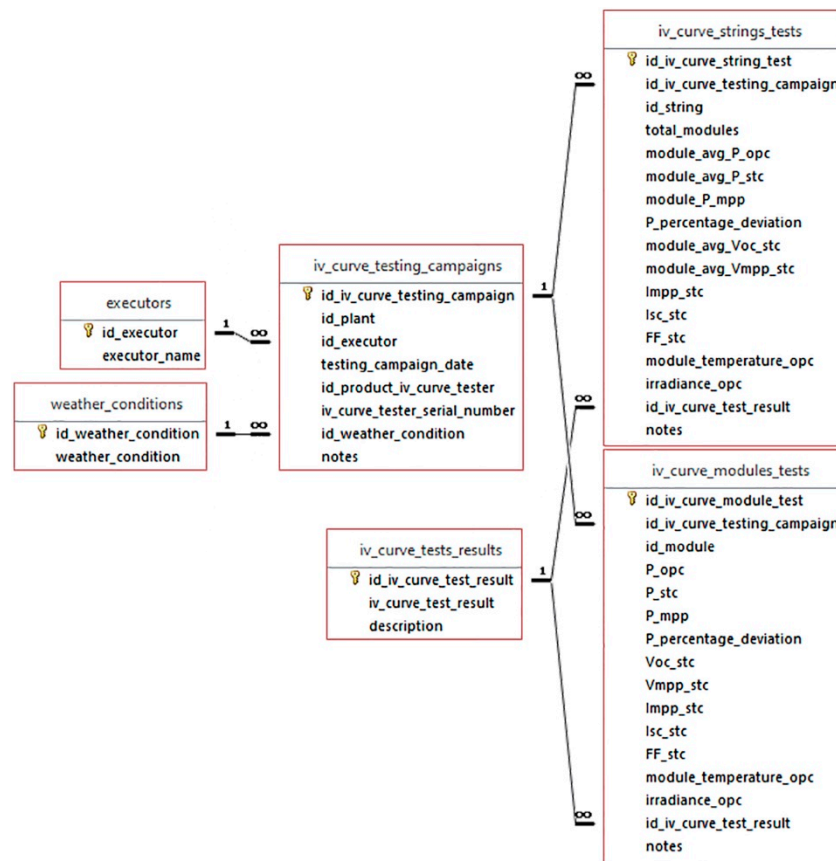 executors
id_executor
executor_name
1
∞
weather_conditions
id_weather_condition
weather_condition
1
∞
iv_curve_testing_campaigns
id_iv_curve_testing_campaign
id_plant
id_executor
testing_campaign_date
id_product_iv_curve_tester
iv_curve_tester_serial_number
id_weather_condition
notes
1
iv_curve_tests_results
id_iv_curve_test_result
iv_curve_test_result
description
1
iv_curve_strings_tests
id_iv_curve_string_test
∞
id_iv_curve_testing_campaign
id_string
total_modules
module_avg_P_opc
module_avg_P_stc
module_P_mpp
P_percentage_deviation
module_avg_Voc_stc
module_avg_Vmpp_stc
Impp_stc
Isc_stc
FF_stc
module_temperature_opc
irradiance_opc
∞
id_iv_curve_test_result
notes
iv_curve_modules_tests
id_iv_curve_module_test
∞
id_iv_curve_testing_campaign
id_module
P_opc
P_stc
P_mpp
P_percentage_deviation
Voc_stc
Vmpp_stc
Impp_stc
Isc_stc
FF_stc
module_temperature_opc
irradiance_opc
∞
id_iv_curve_test_result
notes